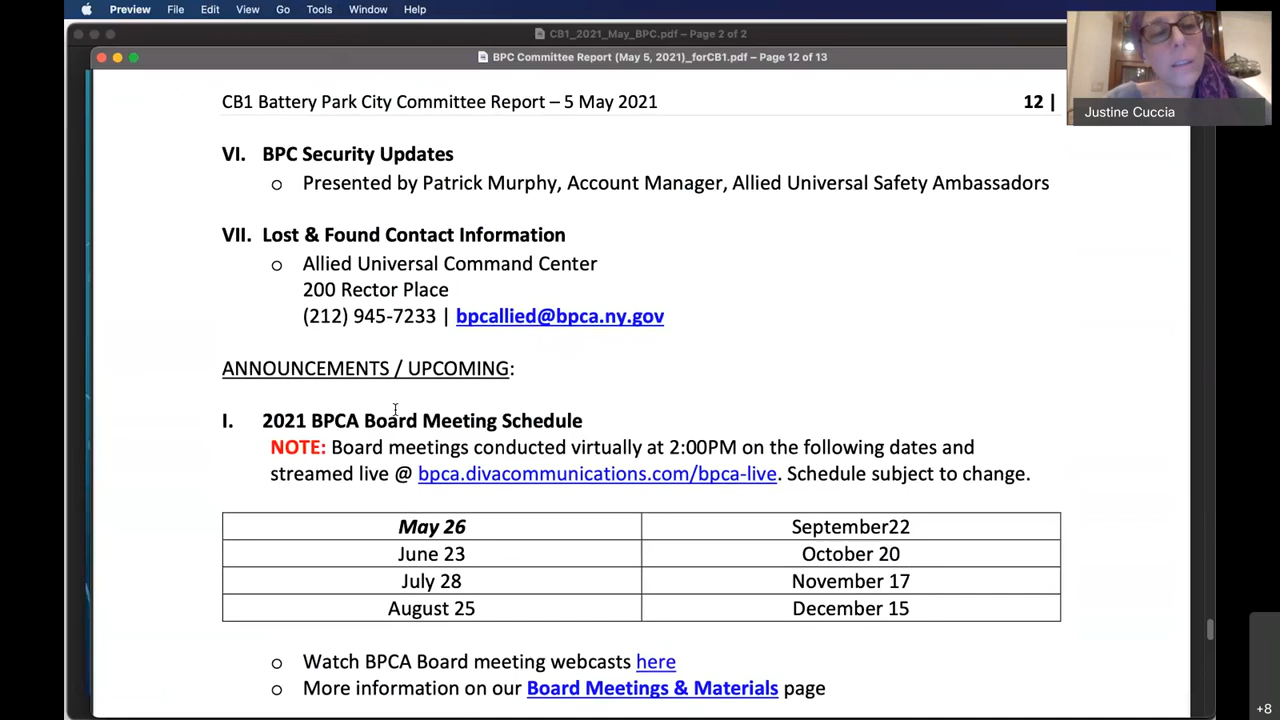 Preview File Edit View Go Tools Window Help
CB1_2021_May_BPC.pdf – Page 2 of 2
BPC Committee Report (May 5, 2021)_forCB1.pdf – Page 12 of 13
Justine Cuccia
CB1 Battery Park City Committee Report – 5 May 2021 12 |
VI. BPC Security Updates
o Presented by Patrick Murphy, Account Manager, Allied Universal Safety Ambassadors
VII. Lost & Found Contact Information
o Allied Universal Command Center
200 Rector Place
(212) 945-7233 | bpcallied@bpca.ny.gov
ANNOUNCEMENTS / UPCOMING:
I. 2021 BPCA Board Meeting Schedule
NOTE: Board meetings conducted virtually at 2:00PM on the following dates and
streamed live @ bpca.divacommunications.com/bpca-live. Schedule subject to change.
May 26 September22
June 23 October 20
July 28 November 17
August 25 December 15
o Watch BPCA Board meeting webcasts here
o More information on our Board Meetings & Materials page
+8